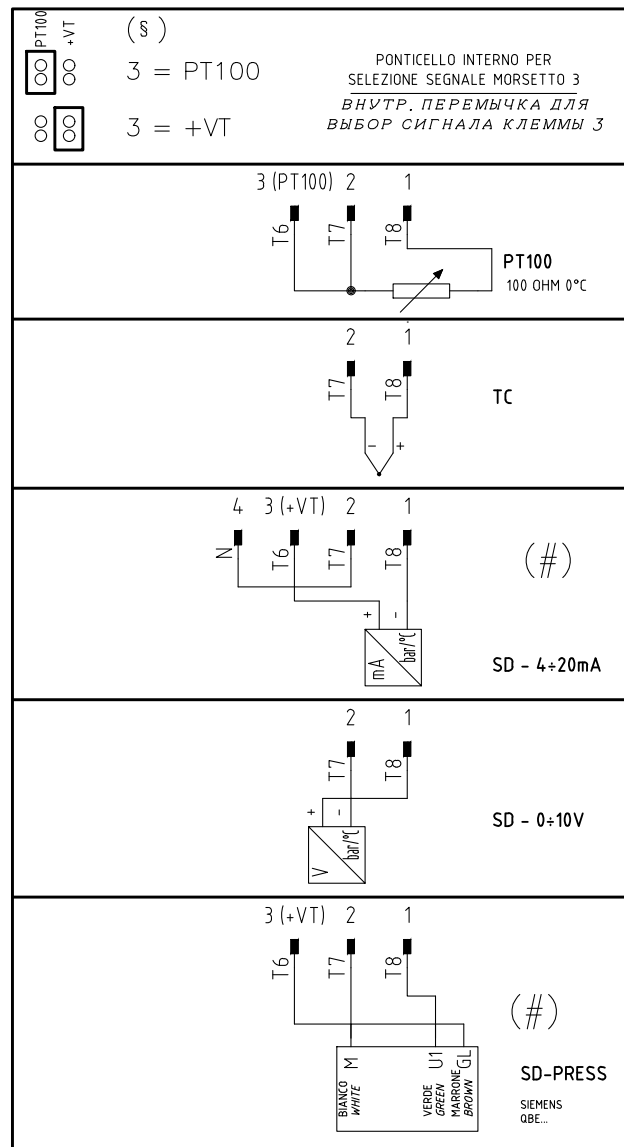 PT100
+VT
(§)
3 = PT100
3 = +VT
PONTICELLO INTERNO PER
SELEZIONE SEGNALE MORSETTO 3
ВНУТР. ПЕРЕМЫЧКА ДЛЯ
ВЫБОР СИГНАЛА КЛЕММЫ 3
3 (PT100) 2 1
T6 T7 T8
PT100
100 OHM 0°C
2 1
T7 T8
TC
- +
4 3 (+VT) 2 1
N T6 T7 T8
(#)
+ -
mA bar/°C
SD - 4÷20mA
2 1
T7 T8
+ -
V bar/°C
SD - 0÷10V
3 (+VT) 2 1
T6 T7 T8
(#)
M U1 GL
BIANCO
WHITE
VERDE
GREEN
MARRONE
BROWN
SD-PRESS
SIEMENS
QBE...